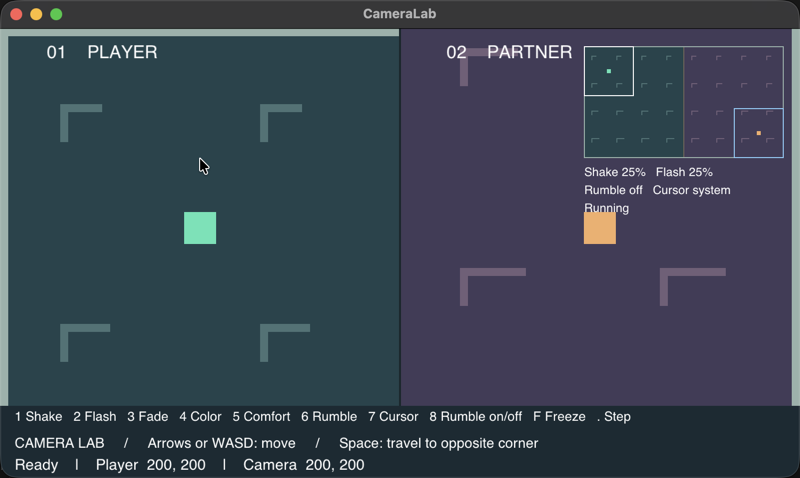 CameraLab
01 PLAYER
02 PARTNER
Shake 25% Flash 25%
Rumble off Cursor system
Running
1 Shake 2 Flash 3 Fade 4 Color 5 Comfort 6 Rumble 7 Cursor 8 Rumble on/off F Freeze . Step
CAMERA LAB / Arrows or WASD: move / Space: travel to opposite corner
Ready | Player 200, 200 | Camera 200, 200